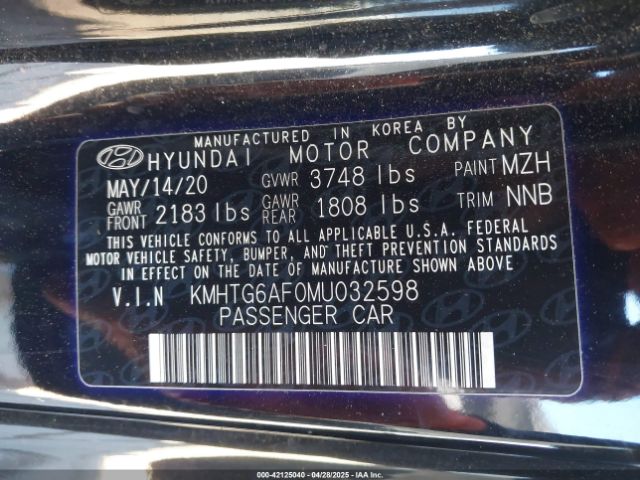 MANUFACTURED IN KOREA BY
HYUNDAI MOTOR COMPANY
MAY/14/20 GVWR 3748 lbs PAINT MZH
GAWR FRONT 2183 lbs GAWR REAR 1808 lbs TRIM NNB
THIS VEHICLE CONFORMS TO ALL APPLICABLE U.S.A. FEDERAL
MOTOR VEHICLE SAFETY, BUMPER, AND THEFT PREVENTION STANDARDS
IN EFFECT ON THE DATE OF MANUFACTURE SHOWN ABOVE
V.I.N KMHTG6AF0MU032598
PASSENGER CAR
000-42125040 - 04/28/2025 - IAAI.com